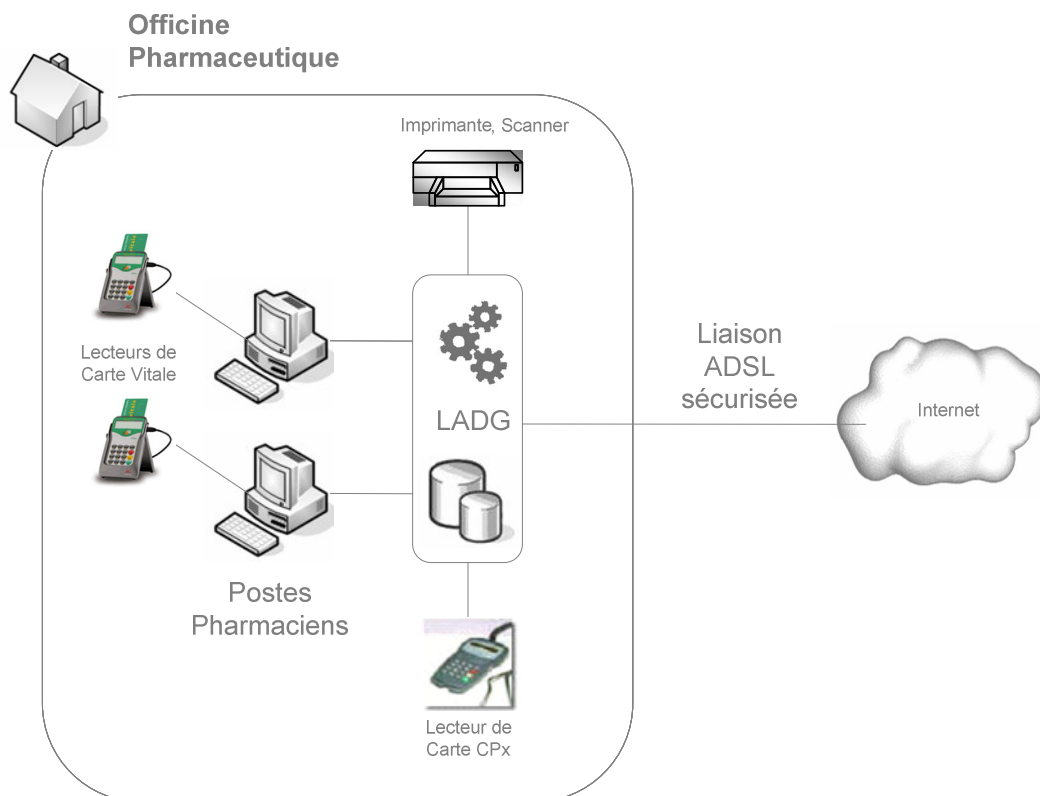 Officine
Pharmaceutique
Imprimante, Scanner
Lecteurs de
Carte Vitale
LADG
Liaison
ADSL
sécurisée
Internet
Postes
Pharmaciens
Lecteur de
Carte CPx